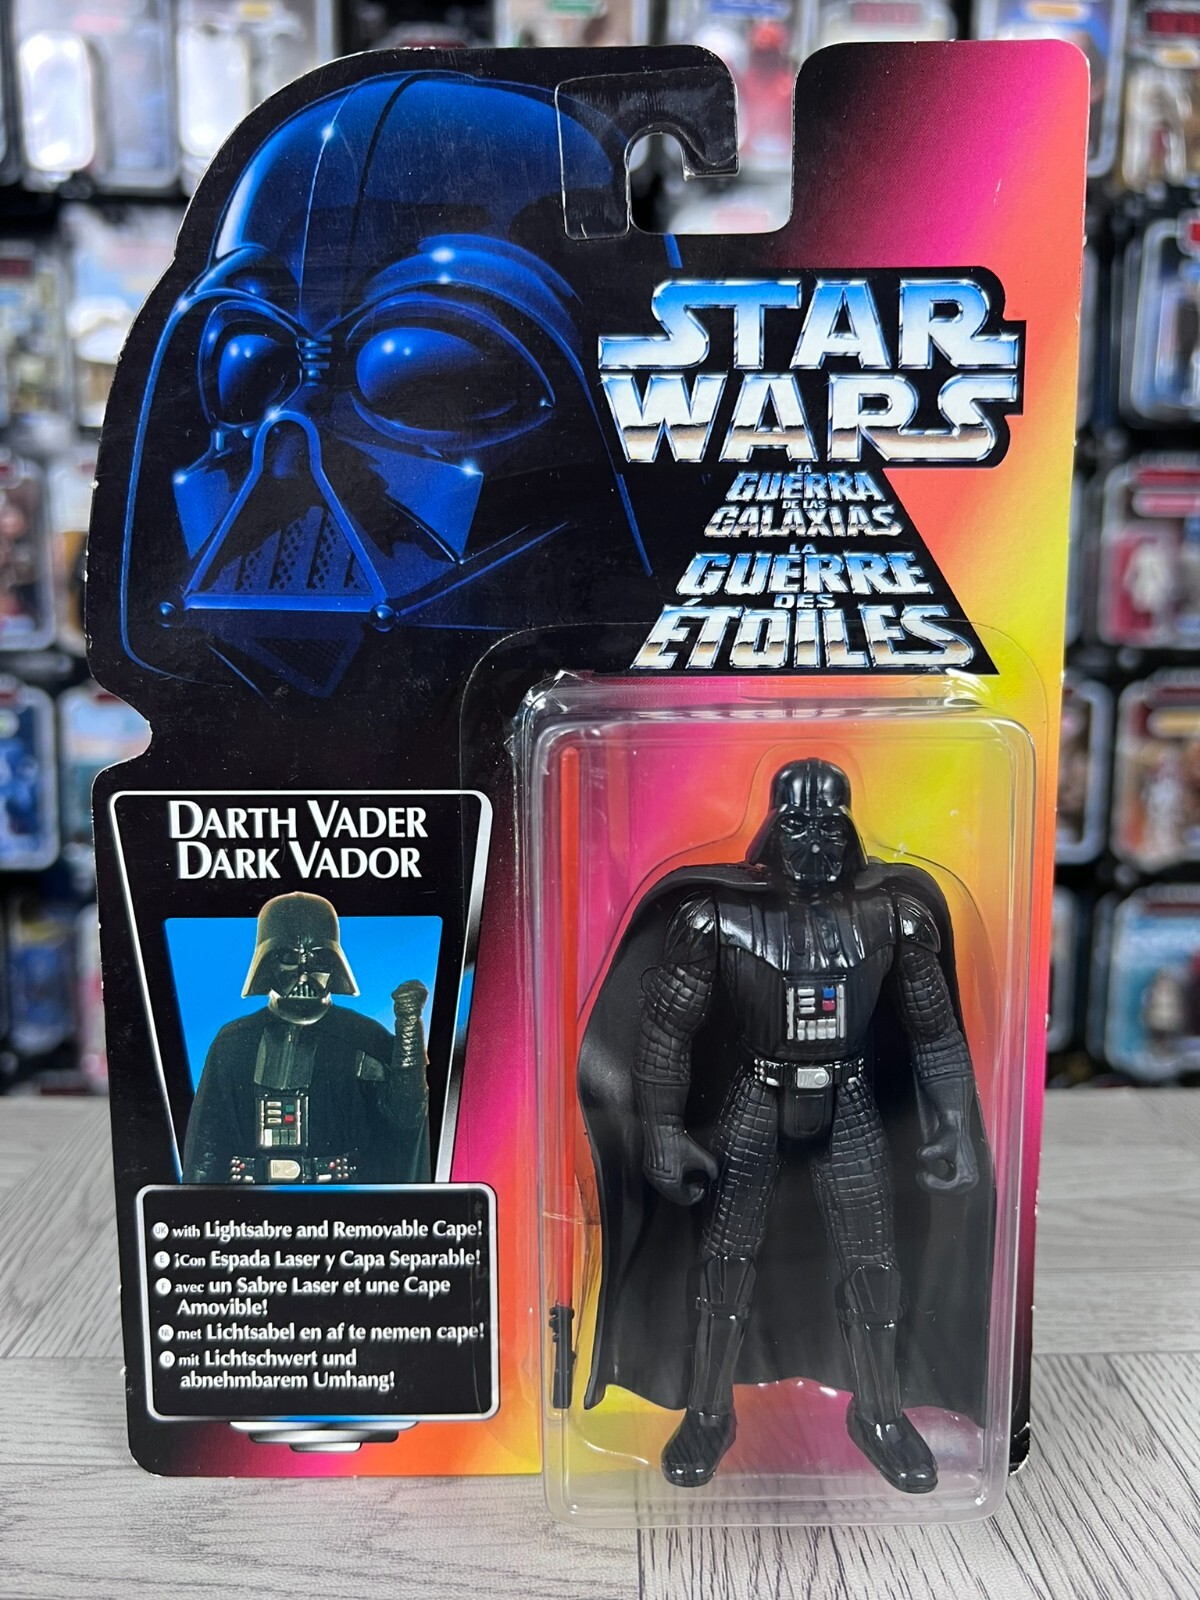 STAR
WARS
LA
GUERRA
DE LAS
GALAXIAS
LA
GUERRE
DES
ÉTOILES
DARTH VADER
DARK VADOR
UK with Lightsabre and Removable Cape!
E ¡Con Espada Laser y Capa Separable!
F avec un Sabre Laser et une Cape
Amovible!
NL met Lichtsabel en af te nemen cape!
D mit Lichtschwert und
abnehmbarem Umhang!